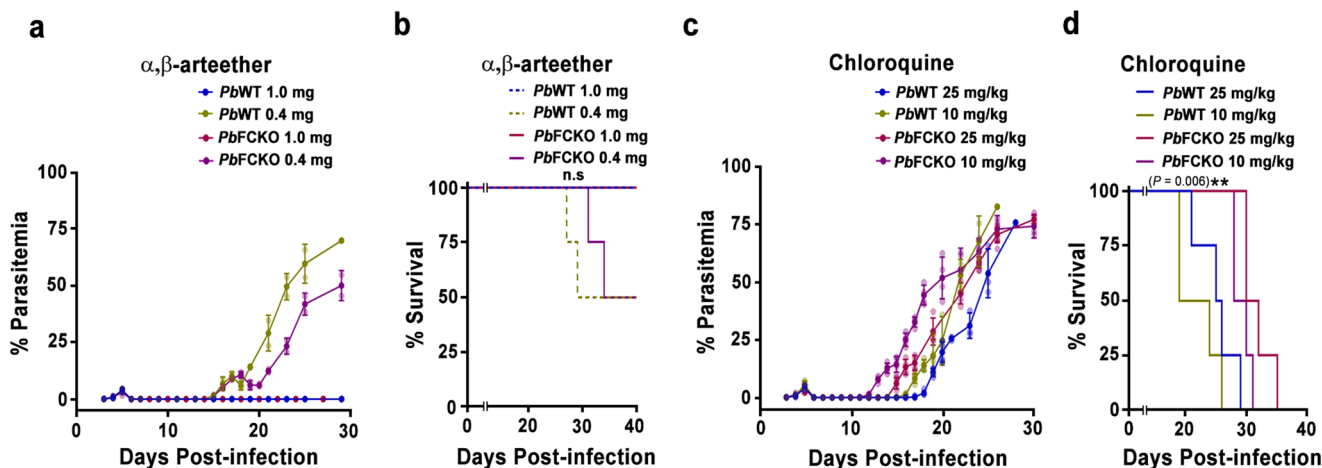 a
α,β-arteether
PbWT 1.0 mg
PbWT 0.4 mg
PbFCKO 1.0 mg
PbFCKO 0.4 mg
% Parasitemia
100
75
50
25
0
0 10 20 30
Days Post-infection
b
α,β-arteether
PbWT 1.0 mg
PbWT 0.4 mg
PbFCKO 1.0 mg
PbFCKO 0.4 mg
n.s
% Survival
100
75
50
25
0
0 20 30 40
Days Post-infection
c
Chloroquine
PbWT 25 mg/kg
PbWT 10 mg/kg
PbFCKO 25 mg/kg
PbFCKO 10 mg/kg
% Parasitemia
100
75
50
25
0
0 10 20 30
Days Post-infection
d
Chloroquine
PbWT 25 mg/kg
PbWT 10 mg/kg
PbFCKO 25 mg/kg
PbFCKO 10 mg/kg
(P = 0.006)**
% Survival
100
75
50
25
0
0 20 30 40
Days Post-infection